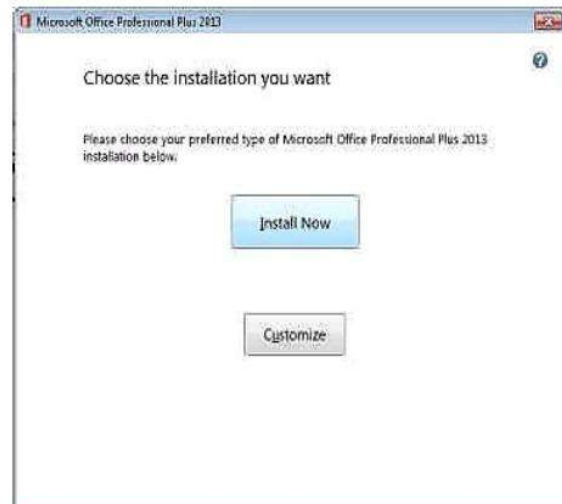 Microsoft Office Professional Plus 2013
Choose the installation you want
Please choose your preferred type of Microsoft Office Professional Plus 2013
installation below.
Install Now
Customize